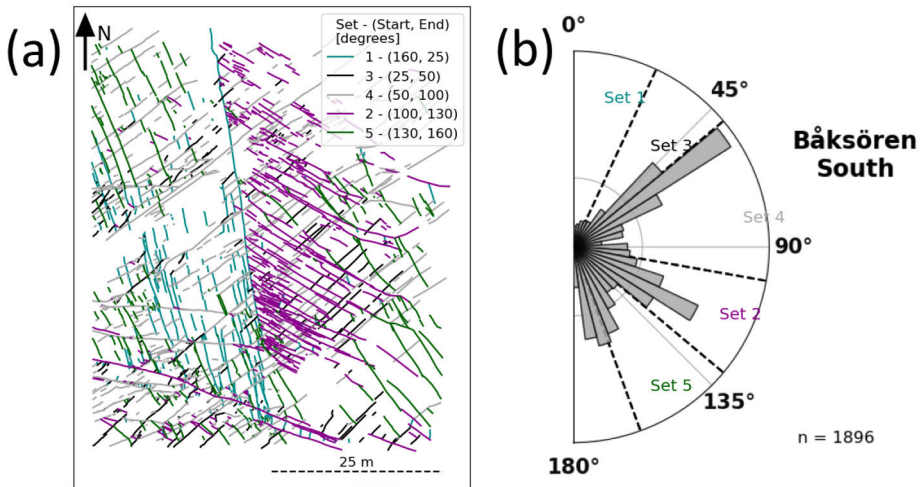 (a)
N
Set - (Start, End)
[degrees]
1 - (160, 25)
3 - (25, 50)
4 - (50, 100)
2 - (100, 130)
5 - (130, 160)
25 m
(b)
0°
Set 1
45°
Set 3
Båksören
South
Set 4
90°
Set 2
Set 5
135°
n = 1896
180°